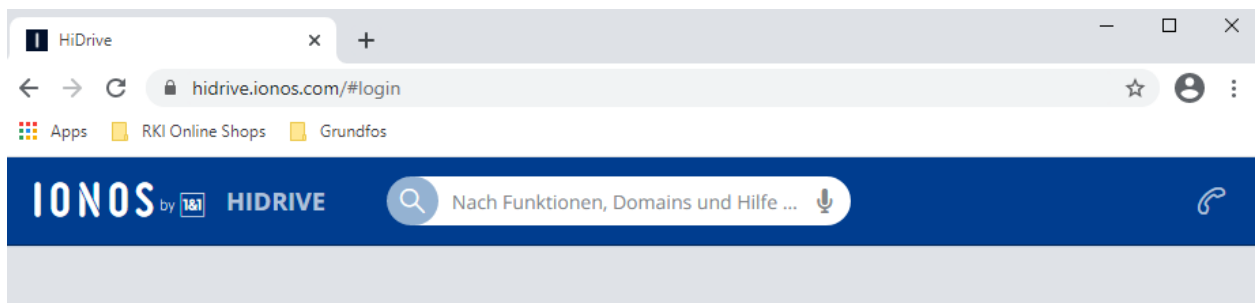 HiDrive
hidrive.ionos.com/#login
Apps RKI Online Shops Grundfos
IONOS by 1&1 HIDRIVE Nach Funktionen, Domains und Hilfe ...